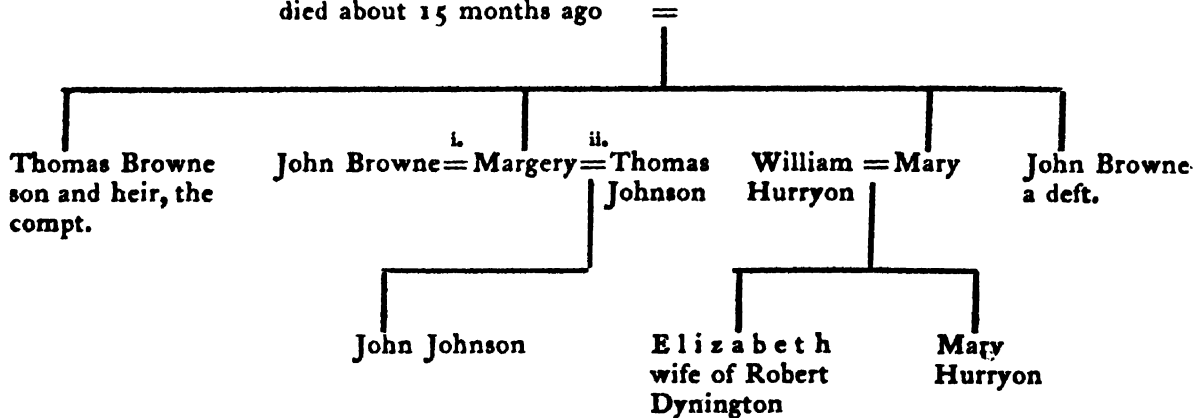 died about 15 months ago =
i. ii.
Thomas Browne John Browne=Margery=Thomas William =Mary John Browne
son and heir, the Johnson Hurryon a deft.
compt.
John Johnson Elizabeth Mary
wife of Robert Hurryon
Dynington